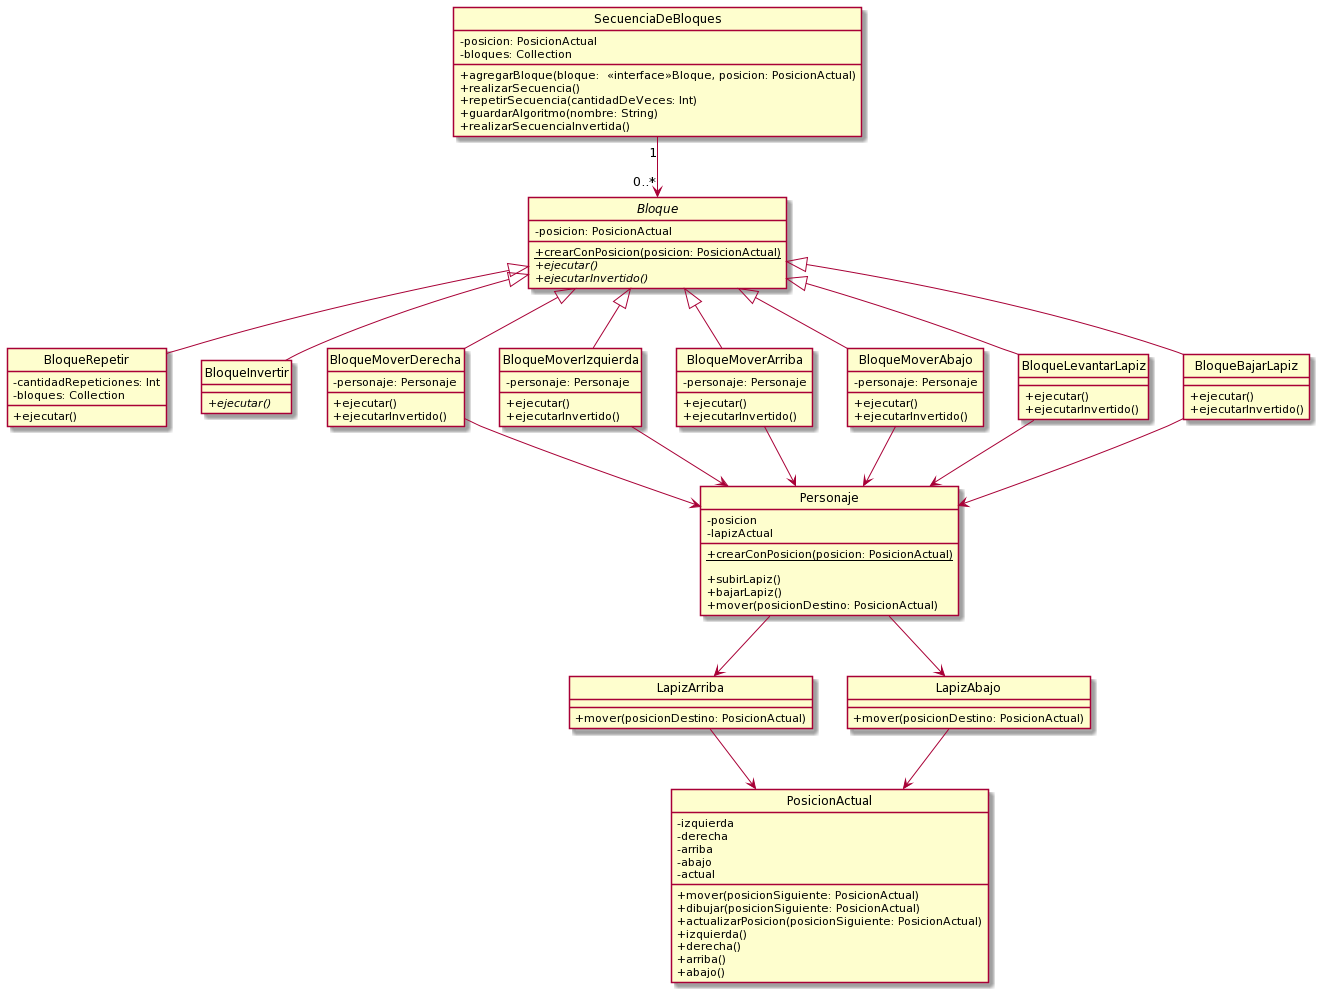 SecuenciaDeBloques
-posicion: PosicionActual
-bloques: Collection
+agregarBloque(bloque: «interface»Bloque, posicion: PosicionActual)
+realizarSecuencia()
+repetirSecuencia(cantidadDeVeces: Int)
+guardarAlgoritmo(nombre: String)
+realizarSecuenciaInvertida()
1
0..*
Bloque
-posicion: PosicionActual
+crearConPosicion(posicion: PosicionActual)
+ejecutar()
+ejecutarInvertido()
BloqueRepetir
-cantidadRepeticiones: Int
-bloques: Collection
+ejecutar()
BloqueInvertir
+ejecutar()
BloqueMoverDerecha
-personaje: Personaje
+ejecutar()
+ejecutarInvertido()
BloqueMoverIzquierda
-personaje: Personaje
+ejecutar()
+ejecutarInvertido()
BloqueMoverArriba
-personaje: Personaje
+ejecutar()
+ejecutarInvertido()
BloqueMoverAbajo
-personaje: Personaje
+ejecutar()
+ejecutarInvertido()
BloqueLevantarLapiz
+ejecutar()
+ejecutarInvertido()
BloqueBajarLapiz
+ejecutar()
+ejecutarInvertido()
Personaje
-posicion
-lapizActual
+crearConPosicion(posicion: PosicionActual)
+subirLapiz()
+bajarLapiz()
+mover(posicionDestino: PosicionActual)
LapizArriba
+mover(posicionDestino: PosicionActual)
LapizAbajo
+mover(posicionDestino: PosicionActual)
PosicionActual
-izquierda
-derecha
-arriba
-abajo
-actual
+mover(posicionSiguiente: PosicionActual)
+dibujar(posicionSiguiente: PosicionActual)
+actualizarPosicion(posicionSiguiente: PosicionActual)
+izquierda()
+derecha()
+arriba()
+abajo()